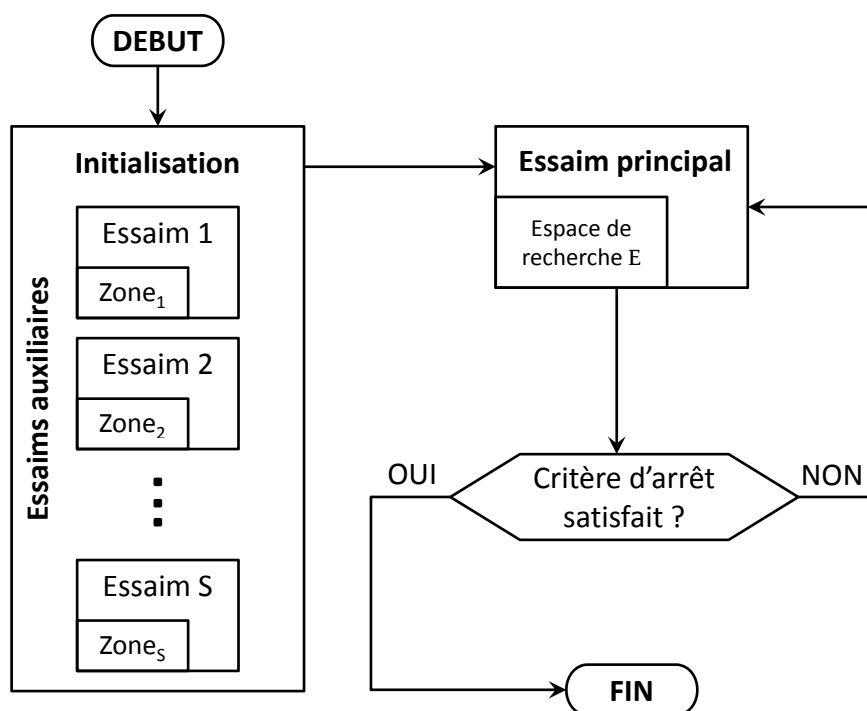 DEBUT
Initialisation
Essaims auxiliaires
Essaim 1
Zone₁
Essaim 2
Zone₂
Essaim S
Zoneₛ
Essaim principal
Espace de
recherche E
OUI
Critère d’arrêt
satisfait ?
NON
FIN